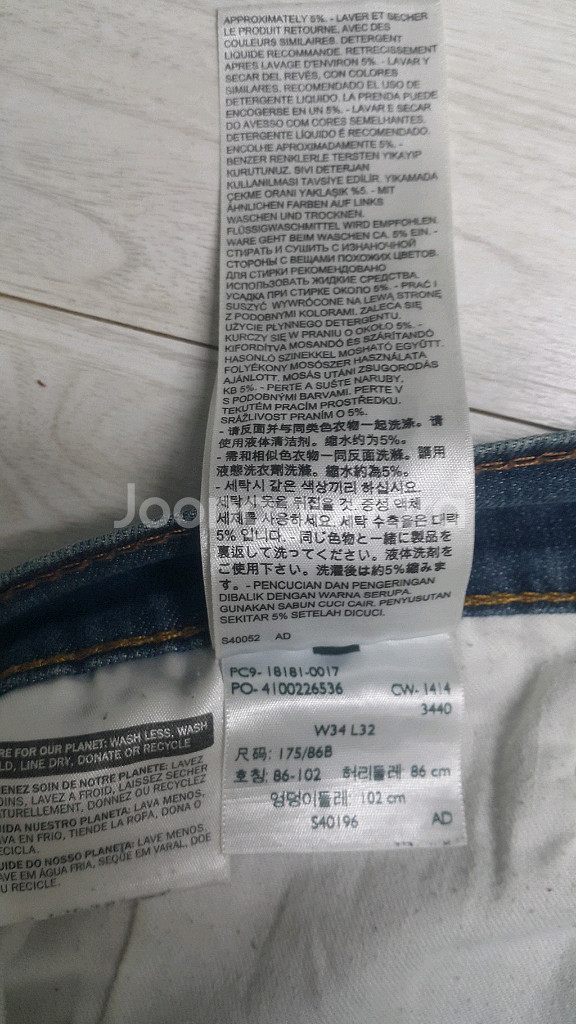 APPROXIMATELY 5%. - LAVER ET SECHER
LE PRODUIT RETOURNE, AVEC DES
COULEURS SIMILAIRES. DETERGENT
LIQUIDE RECOMMANDE. RETRECISSEMENT
APRES LAVAGE D'ENVIRON 5%. - LAVAR Y
SECAR DEL REVÉS, CON COLORES
SIMILARES. RECOMENDADO EL USO DE
DETERGENTE LIQUIDO. LA PRENDA PUEDE
ENCOGERSE EN UN 5%. - LAVAR E SECAR
DO AVESSO COM CORES SEMELHANTES.
DETERGENTE LÍQUIDO É RECOMENDADO.
ENCOLHE APROXIMADAMENTE 5%. -
BENZER RENKLERLE TERSTEN YIKAYIP
KURUTUNUZ. SIVI DETERJAN
KULLANILMASI TAVSİYE EDİLİR. YIKAMADA
ÇEKME ORANI YAKLAŞIK %5. - MIT
ÄHNLICHEN FARBEN AUF LINKS
WASCHEN UND TROCKNEN.
FLÜSSIGWASCHMITTEL WIRD EMPFOHLEN.
WARE GEHT BEIM WASCHEN CA. 5% EIN. -
СТИРАТЬ И СУШИТЬ С ИЗНАНОЧНОЙ
СТОРОНЫ С ВЕЩАМИ ПОХОЖИХ ЦВЕТОВ.
ДЛЯ СТИРКИ РЕКОМЕНДОВАНО
ИСПОЛЬЗОВАТЬ ЖИДКИЕ СРЕДСТВА.
УСАДКА ПРИ СТИРКЕ ОКОЛО 5%. - PRAĆ I
SUSZYĆ WYWRÓCONE NA LEWĄ STRONĘ
Z PODOBNYMI KOLORAMI. ZALECA SIĘ
UŻYCIE PŁYNNEGO DETERGENTU.
KURCZY SIĘ W PRANIU O OKOŁO 5%. -
KIFORDÍTVA MOSANDÓ ÉS SZÁRÍTANDÓ
HASONLÓ SZINEKKEL MOSHATÓ EGYÜTT.
FOLYÉKONY MOSÓSZER HASZNÁLATA
AJÁNLOTT. MOSÁS UTÁNI ZSUGORODÁS
KB 5%. - PERTE A SUŠTE NARUBY,
S PODOBNÝMI BARVAMI. PERTE V
TEKUTÉM PRACÍM PROSTŘEDKU.
SRÁŽLIVOST PRANÍM O 5%.
- 请反面并与同类色衣物一起洗涤。请
使用液体清洁剂。缩水约为5%。
- 需和相似色衣物一同反面洗滌。請用
液態洗衣劑洗滌。縮水約為5%。
- 세탁시 같은 색상끼리 하십시요.
세탁시 옷을 뒤집을 것. 중성 액체
세제를 사용하세요. 세탁 수축율은 대략
5% 입니다. - 同じ色物と一緒に製品を
裏返して洗ってください。液体洗剤を
ご使用下さい。洗濯後は約5%縮みま
す。- PENCUCIAN DAN PENGERINGAN
DIBALIK DENGAN WARNA SERUPA.
GUNAKAN SABUN CUCI CAIR. PENYUSUTAN
SEKITAR 5% SETELAH DICUCI.
S40052 AD
PC9- 18181-0017
PO- 4100226536 CW- 1414
3440
W34 L32
尺码: 175/86B
호칭: 86-102 허리둘레: 86 cm
엉덩이둘레: 102 cm
S40196 AD
RE FOR OUR PLANET: WASH LESS, WASH
LD, LINE DRY, DONATE OR RECYCLE
ENEZ SOIN DE NOTRE PLANETE: LAVEZ
OINS, LAVEZ A FROID, LAISSEZ SECHER
ATURELLEMENT, DONNEZ OU RECYCLEZ
IDA NUESTRO PLANETA: LAVA MENOS,
AVA EN FRIO, TIENDE LA ROPA, DONA O
ECICLA.
UIDE DO NOSSO PLANETA: LAVE MENOS,
AVE EM ÁGUA FRIA, SEQUE EM VARAL, DOE
U RECICLE.